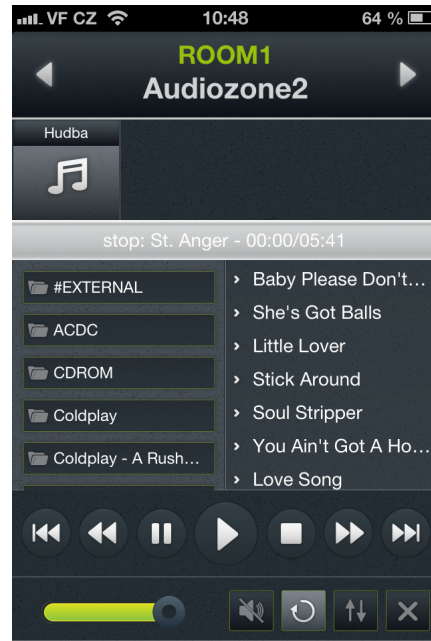 VF CZ 10:48 64 %
ROOM1
Audiozone2
Hudba
stop: St. Anger - 00:00/05:41
#EXTERNAL
ACDC
CDROM
Coldplay
Coldplay - A Rush...
Baby Please Don't...
She's Got Balls
Little Lover
Stick Around
Soul Stripper
You Ain't Got A Ho...
Love Song